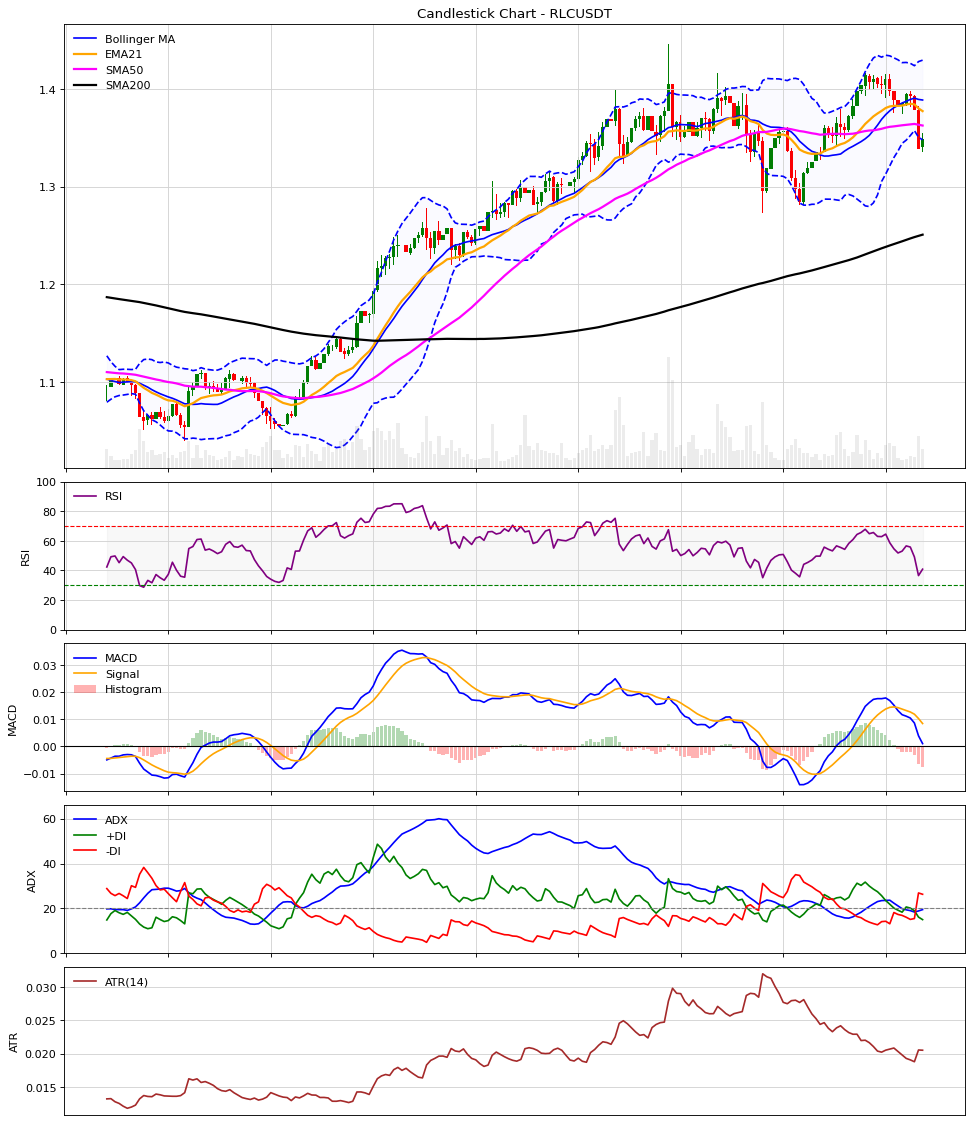 Candlestick Chart - RLCUSDT
Bollinger MA
EMA21
SMA50
SMA200
1.4
1.3
1.2
1.1
RSI
100
80
60
40
20
0
RSI
MACD
Signal
Histogram
0.03
0.02
0.01
0.00
−0.01
MACD
ADX
+DI
-DI
60
40
20
0
ADX
ATR(14)
0.030
0.025
0.020
0.015
ATR